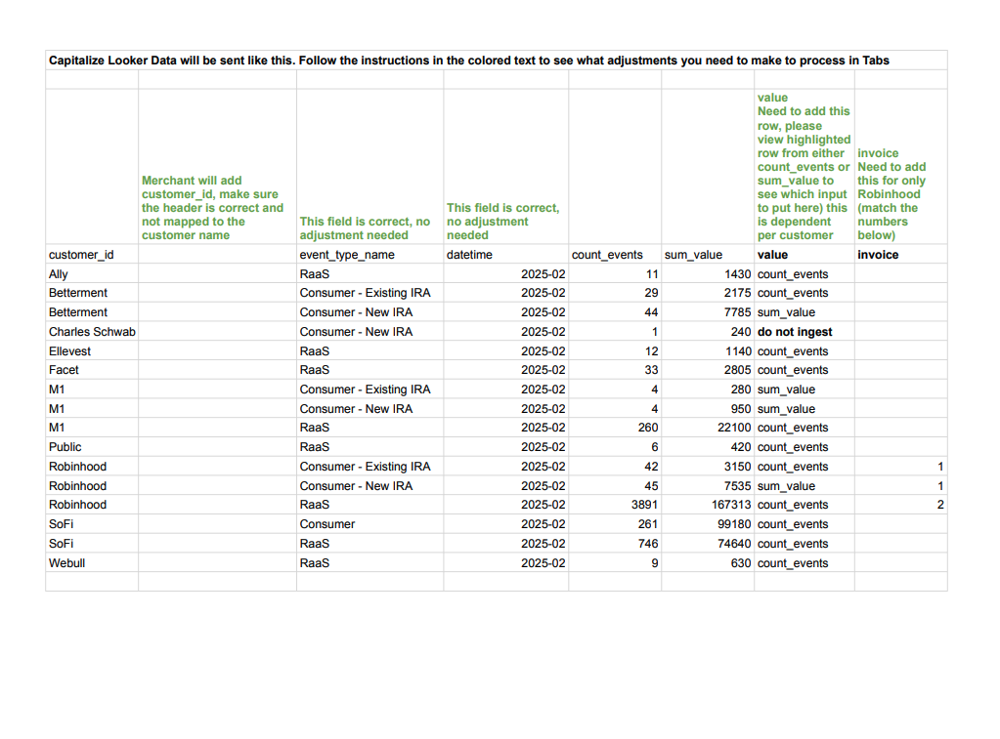 Capitalize Looker Data will be sent like this. Follow the instructions in the colored text to see what adjustments you need to make to process in Tabs
Merchant will add
customer_id, make sure
the header is correct and
not mapped to the
customer name
This field is correct, no
adjustment needed
This field is correct,
no adjustment
needed
value
Need to add this
row, please
view highlighted
row from either
count_events or
sum_value to
see which input
to put here) this
is dependent
per customer
invoice
Need to add
this for only
Robinhood
(match the
numbers
below)
customer_id event_type_name datetime count_events sum_value value invoice
Ally RaaS 2025-02 11 1430 count_events
Betterment Consumer - Existing IRA 2025-02 29 2175 count_events
Betterment Consumer - New IRA 2025-02 44 7785 sum_value
Charles Schwab Consumer - New IRA 2025-02 1 240 do not ingest
Ellevest RaaS 2025-02 12 1140 count_events
Facet RaaS 2025-02 33 2805 count_events
M1 Consumer - Existing IRA 2025-02 4 280 sum_value
M1 Consumer - New IRA 2025-02 4 950 sum_value
M1 RaaS 2025-02 260 22100 count_events
Public RaaS 2025-02 6 420 count_events
Robinhood Consumer - Existing IRA 2025-02 42 3150 count_events 1
Robinhood Consumer - New IRA 2025-02 45 7535 sum_value 1
Robinhood RaaS 2025-02 3891 167313 count_events 2
SoFi Consumer 2025-02 261 99180 count_events
SoFi RaaS 2025-02 746 74640 count_events
Webull RaaS 2025-02 9 630 count_events